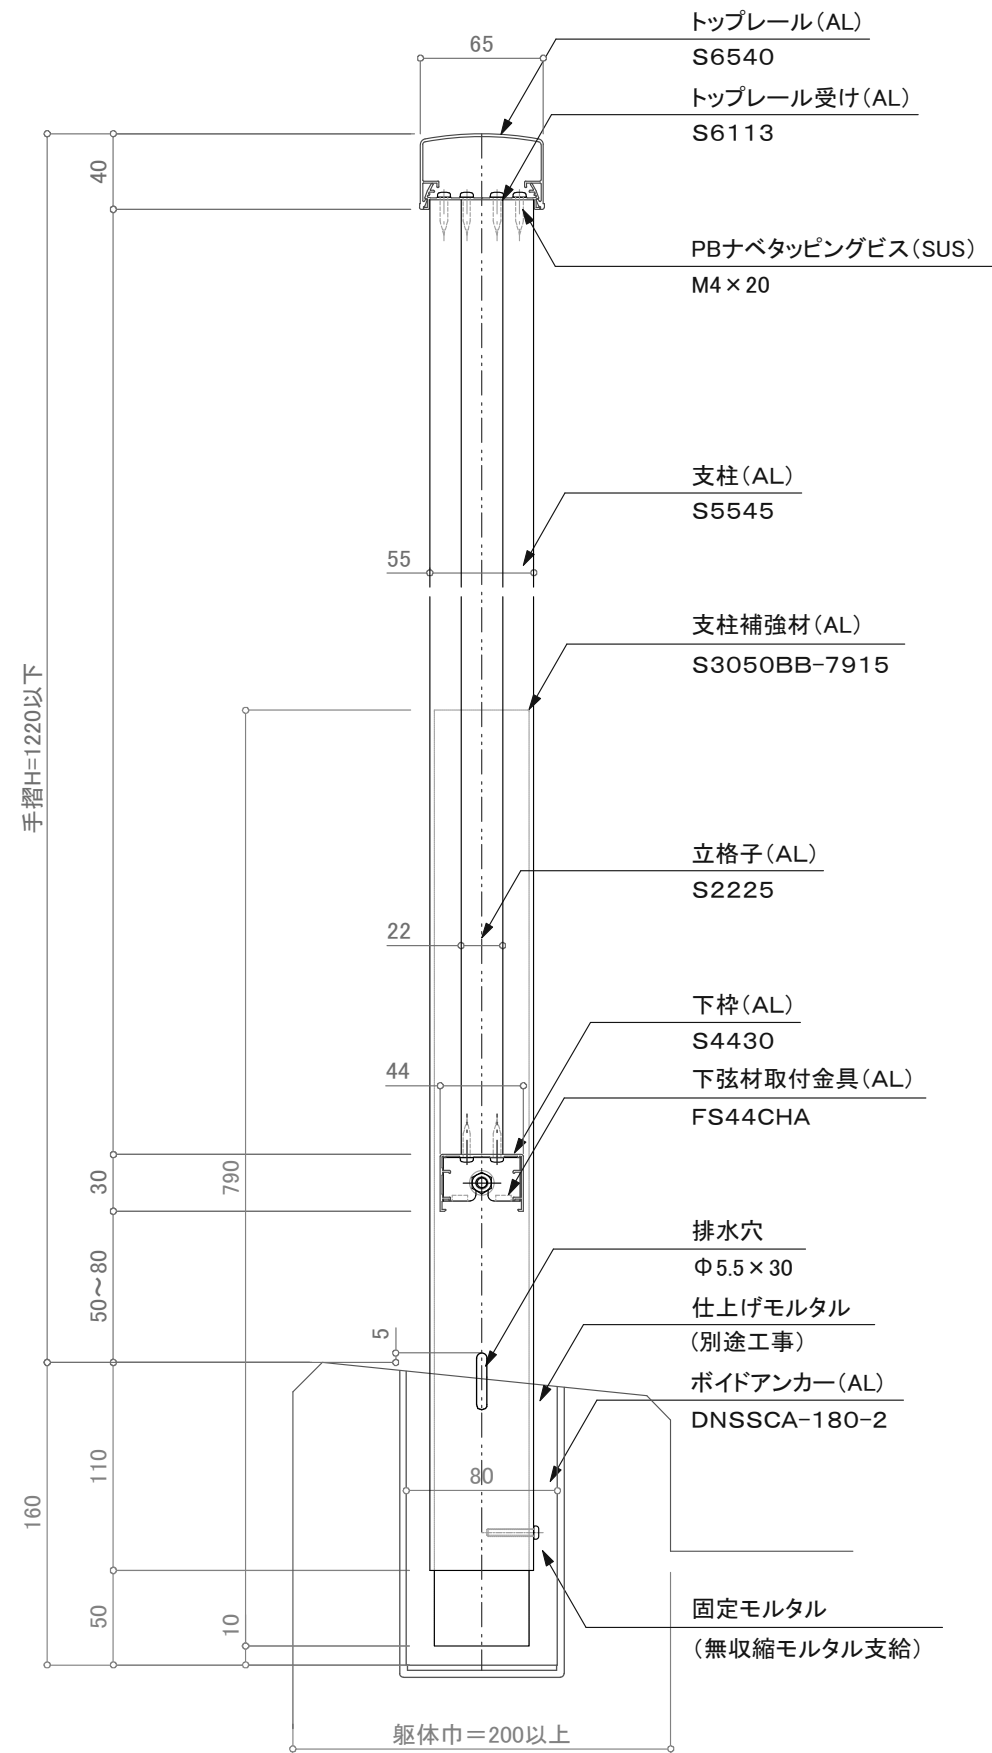 トップレール(AL)
S6540
65
トップレール受け(AL)
S6113
40
PBナベタッピングビス(SUS)
M4×20
支柱(AL)
S5545
55
支柱補強材(AL)
S3050BB-7915
手摺H=1220以下
立格子(AL)
S2225
22
下枠(AL)
S4430
44
下弦材取付金具(AL)
FS44CHA
790
30
排水穴
Φ5.5×30
50～80
仕上げモルタル
(別途工事)
5
ボイドアンカー(AL)
DNSSCA-180-2
110
80
160
固定モルタル
(無収縮モルタル支給)
50
10
躯体巾=200以上